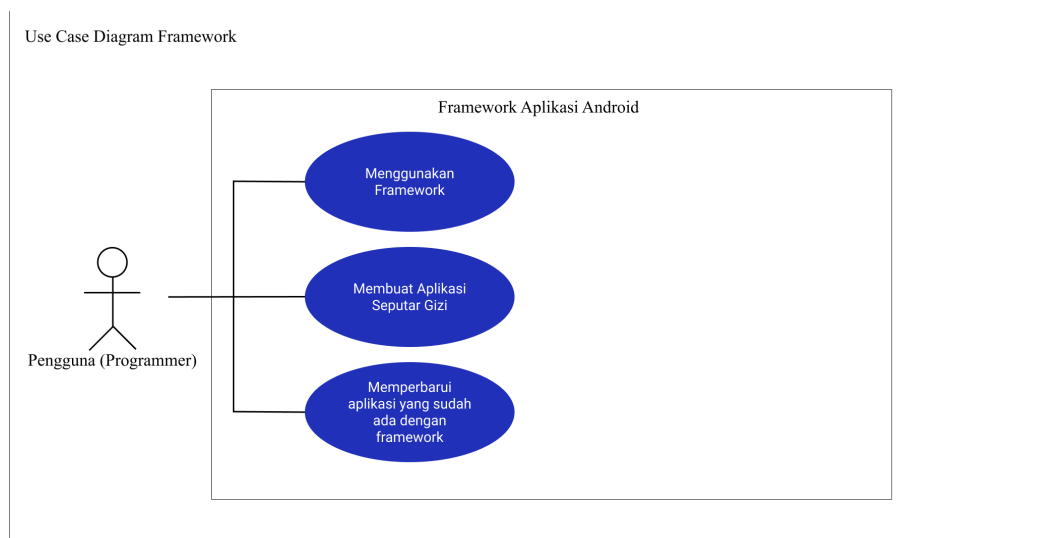 Use Case Diagram Framework
Framework Aplikasi Android
Menggunakan
Framework
Membuat Aplikasi
Seputar Gizi
Pengguna (Programmer)
Memperbarui
aplikasi yang sudah
ada dengan
framework